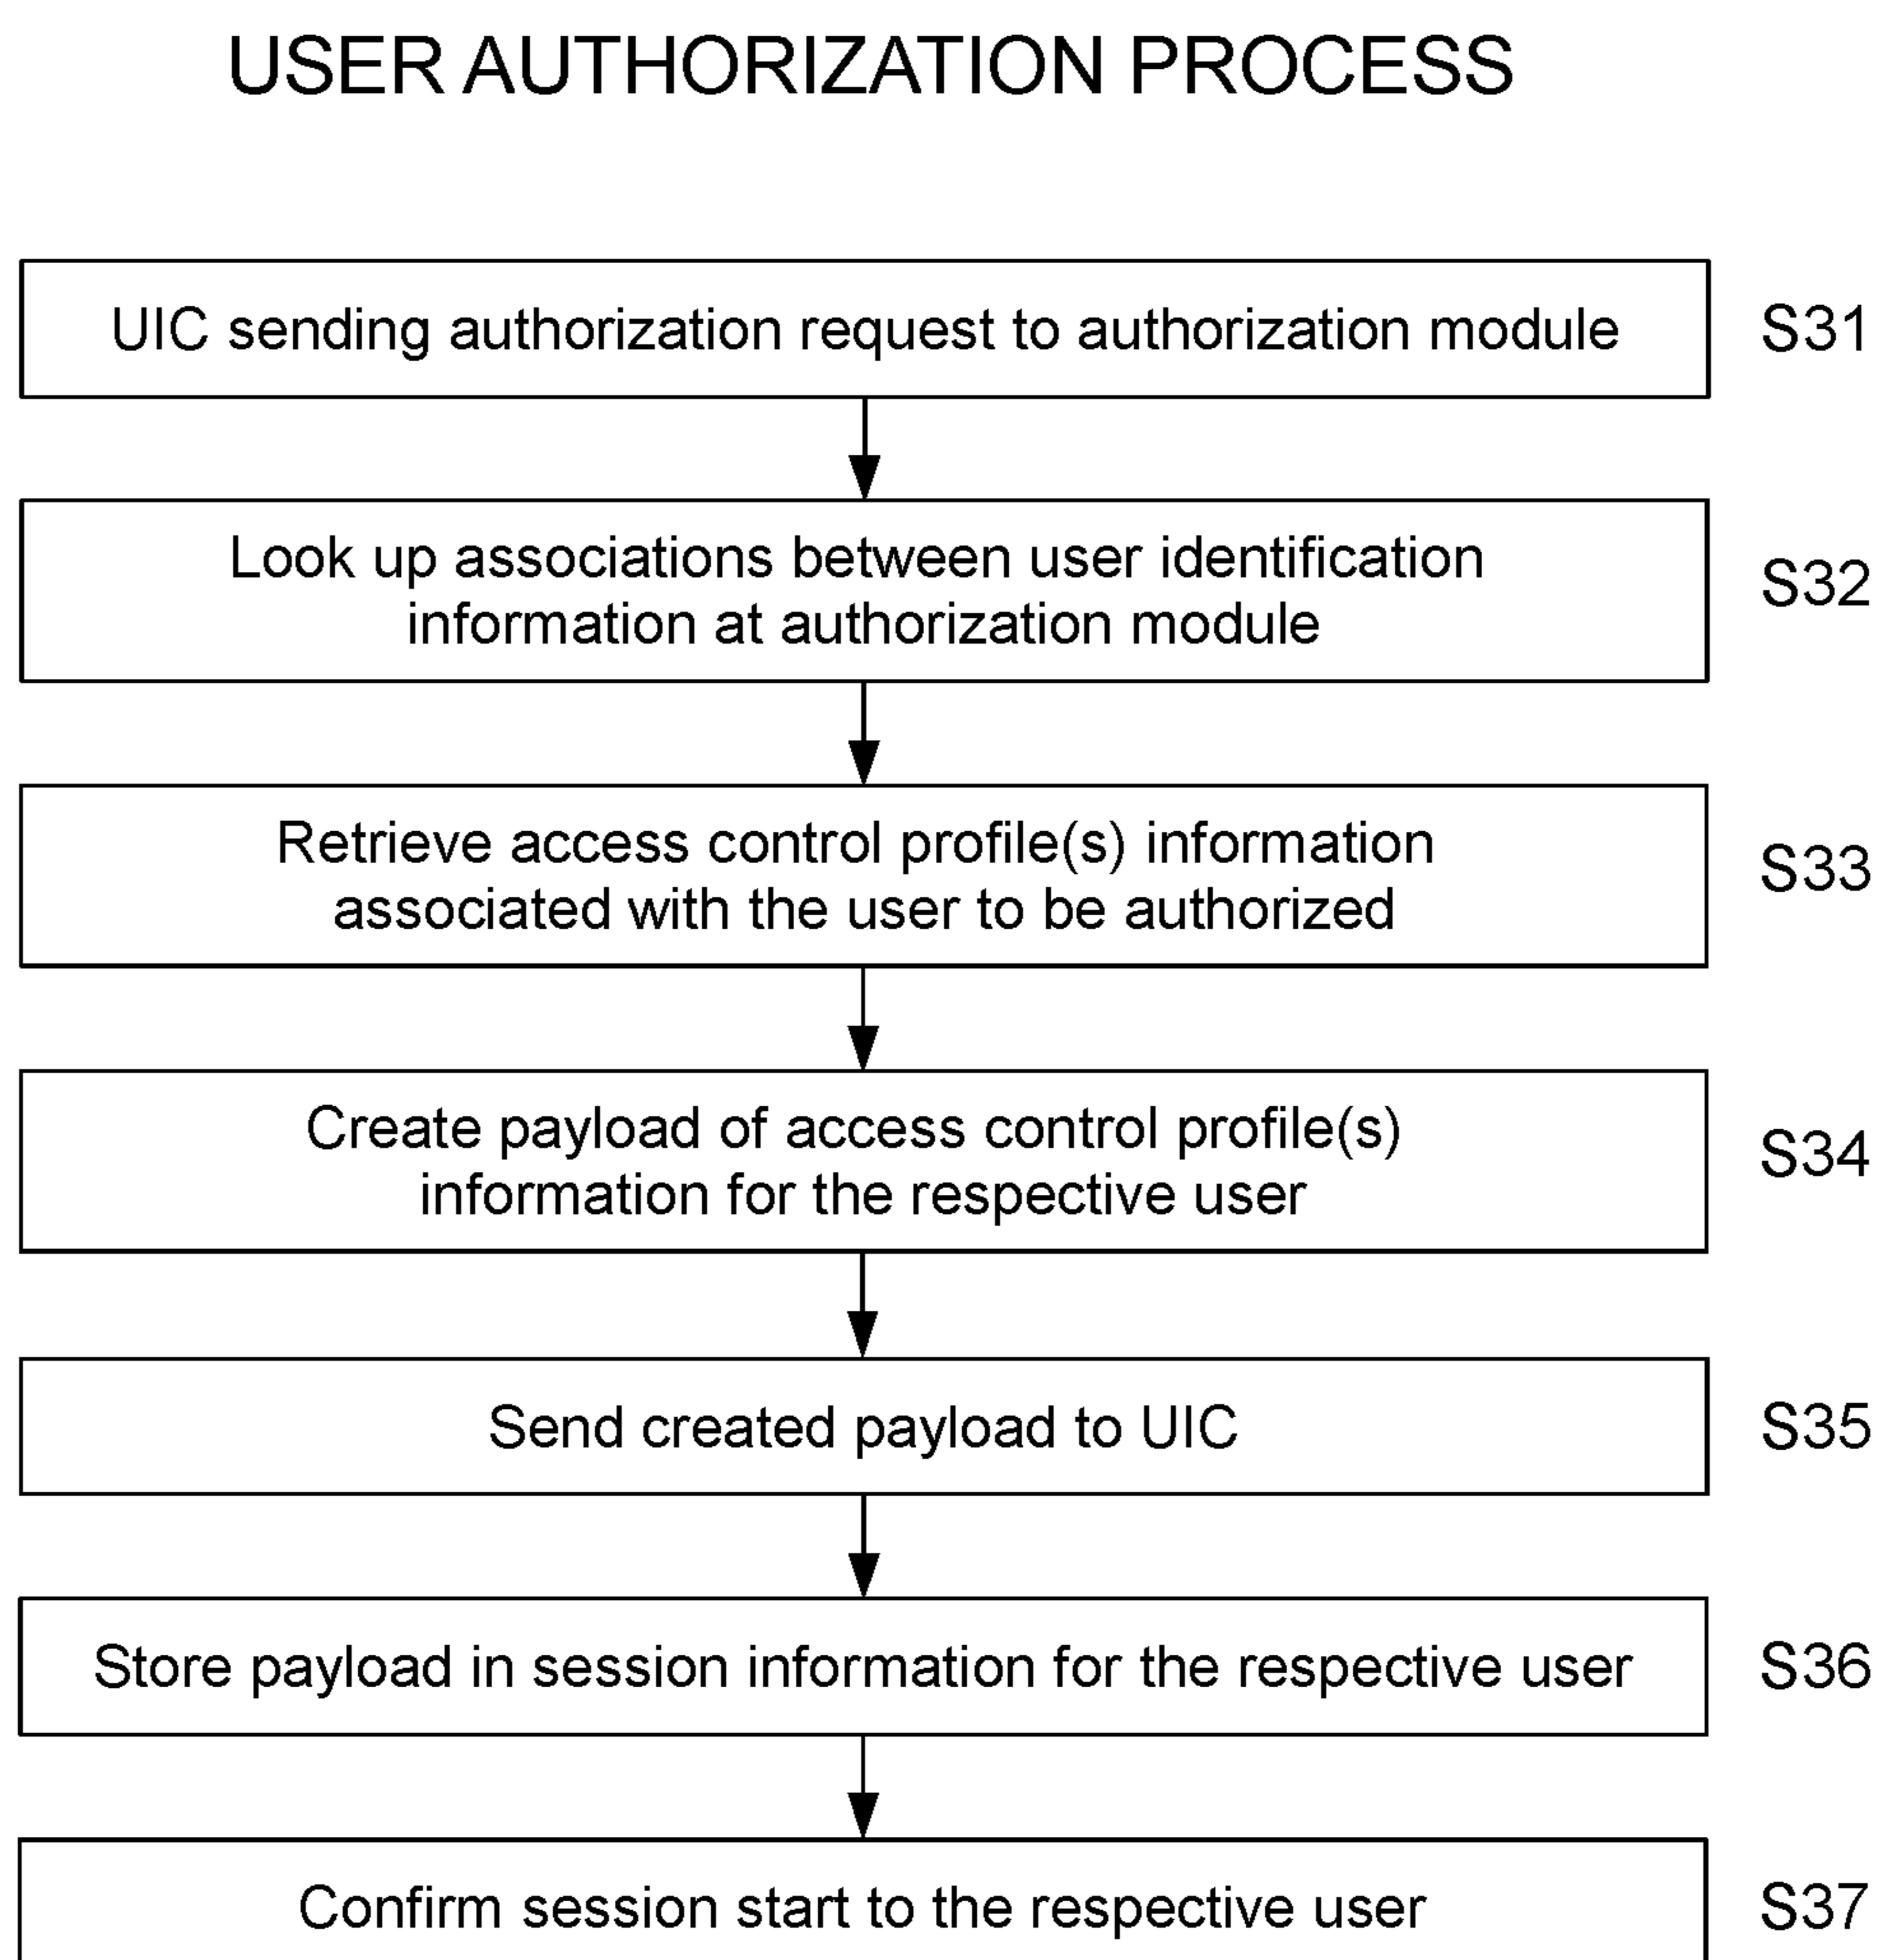 USER AUTHORIZATION PROCESS
UIC sending authorization request to authorization module
S31
Look up associations between user identification
information at authorization module
S32
Retrieve access control profile(s) information
associated with the user to be authorized
S33
Create payload of access control profile(s)
information for the respective user
S34
Send created payload to UIC
S35
Store payload in session information for the respective user
S36
Confirm session start to the respective user
S37